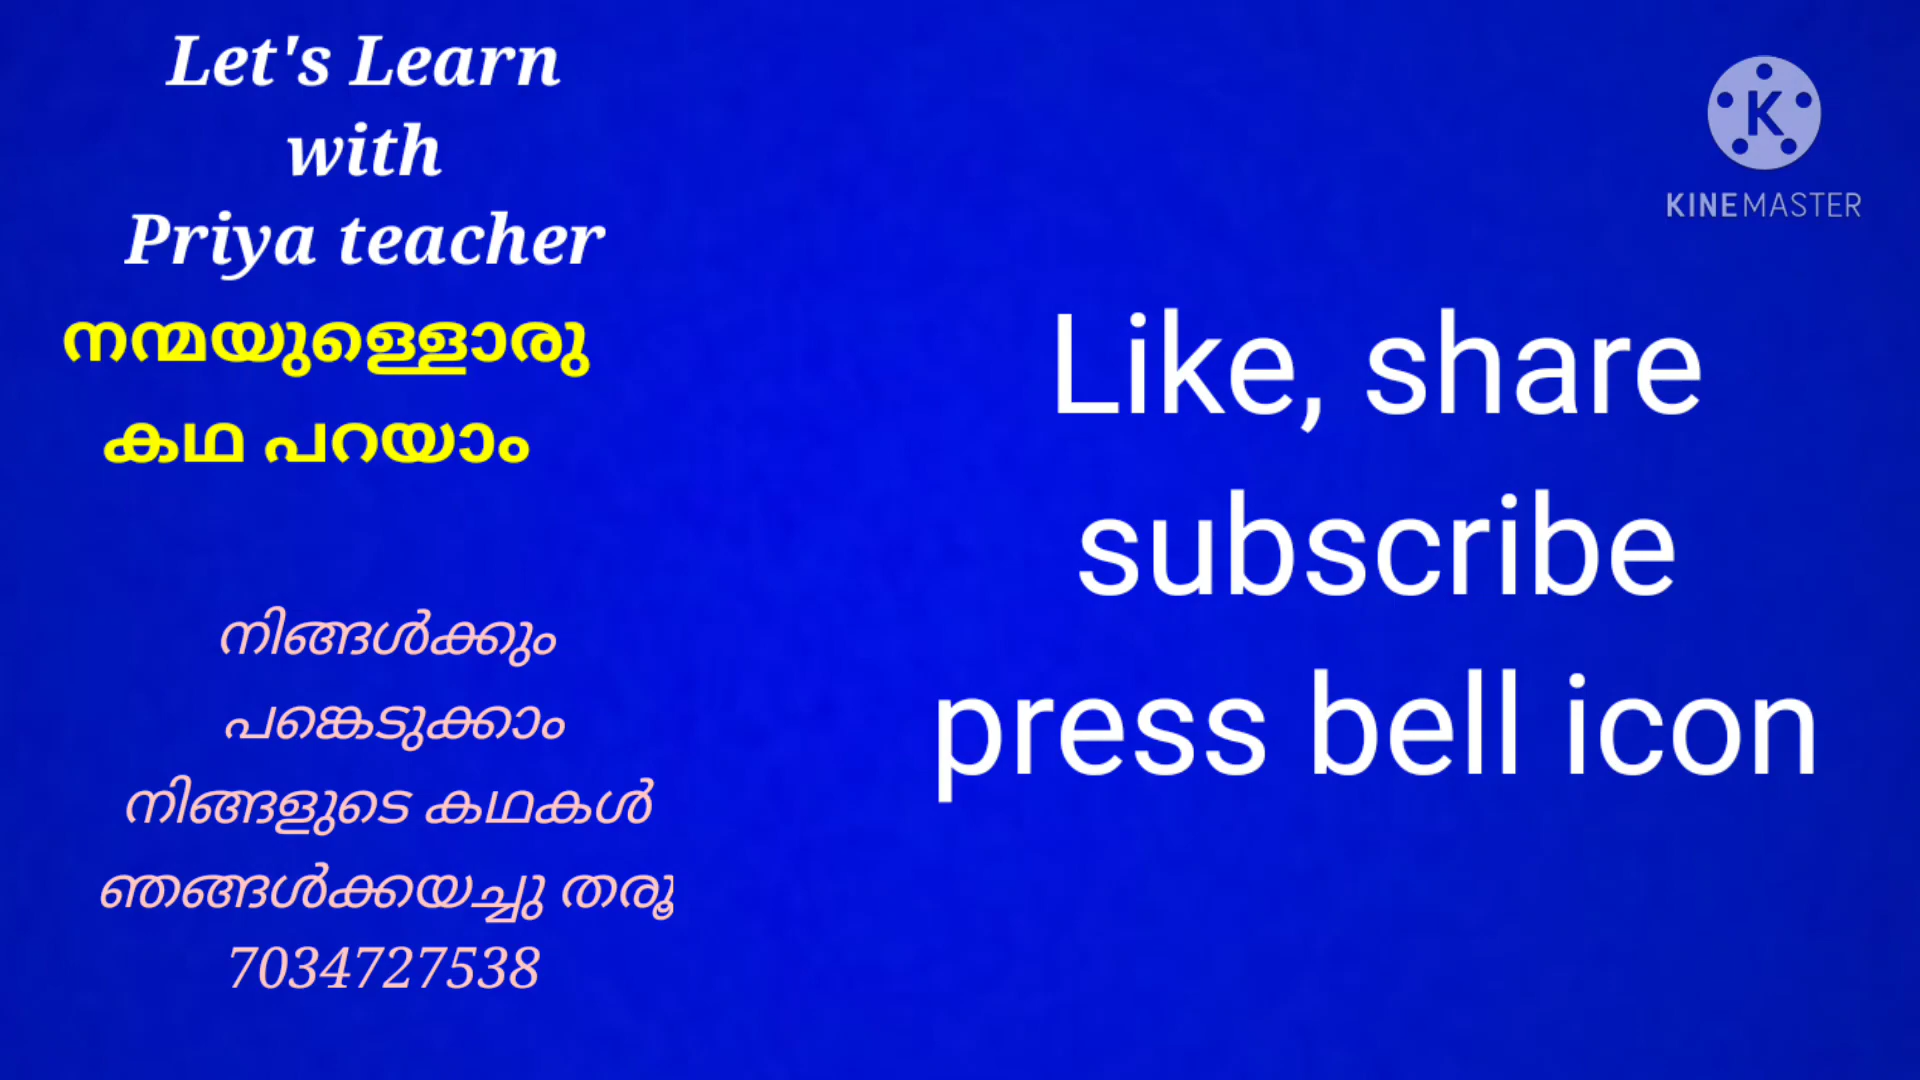 Let's Learn
with
Priya teacher
നന്മയുള്ളൊരു
കഥ പറയാം
നിങ്ങൾക്കും
പങ്കെടുക്കാം
നിങ്ങളുടെ കഥകൾ
ഞങ്ങൾക്കയച്ചു തരൂ
7034727538
K
KINEMASTER
Like, share
subscribe
press bell icon